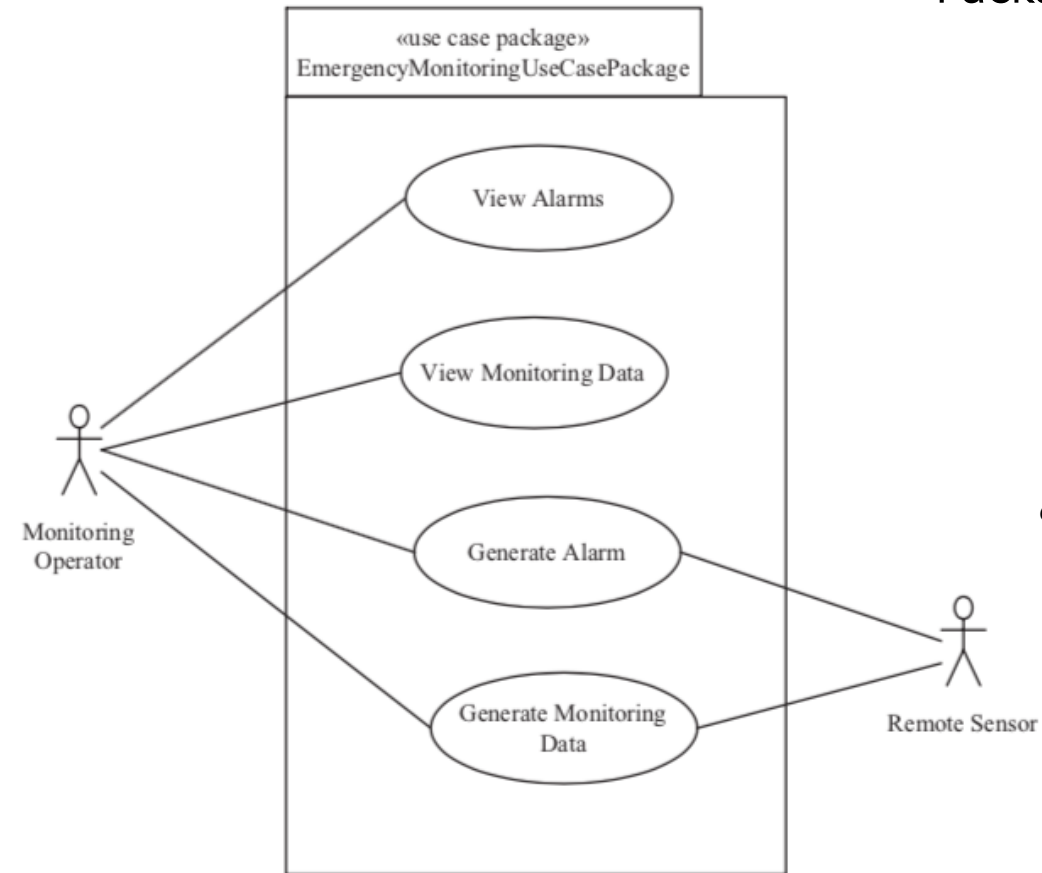 «use case package»
EmergencyMonitoringUseCasePackage
View Alarms
View Monitoring Data
Monitoring
Operator
Generate Alarm
Generate Monitoring
Data
Remote Sensor